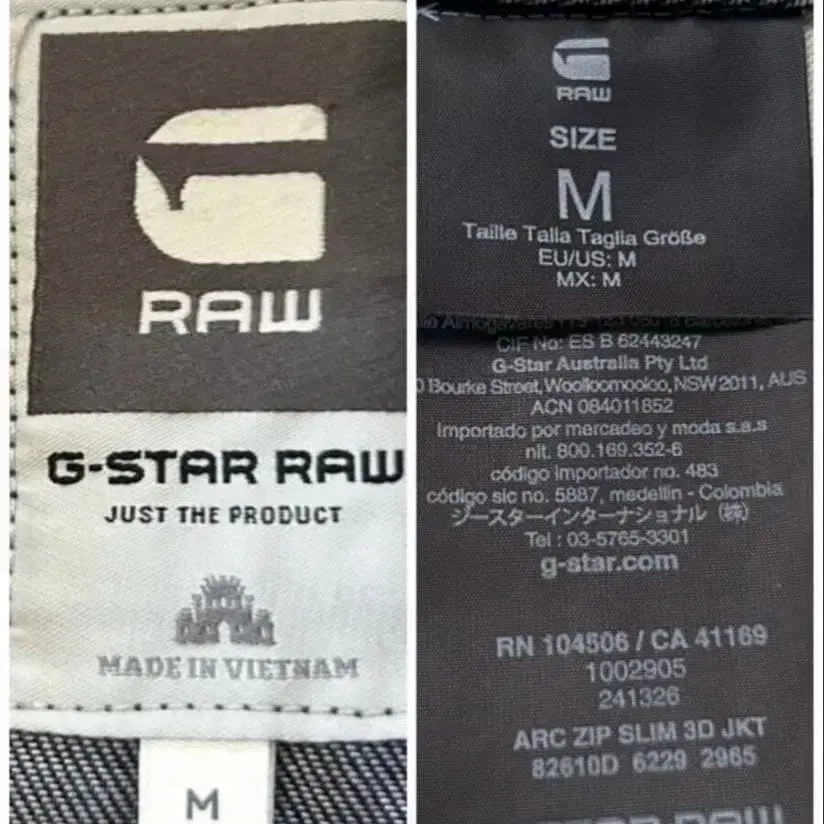 RAW
G-STAR RAW
JUST THE PRODUCT
MADE IN VIETNAM
M
RAW
SIZE
M
Taille Talla Taglia Größe
EU/US: M
MX: M
CIF No: ES B 62443247
G-Star Australia Pty Ltd
Bourke Street, Woolloomooloo, NSW 2011, AUS
ACN 084011852
Importado por mercadeo y moda s.a.s
nit. 800.169.352-6
código importador no. 483
código sic no. 5887, medellin - Colombia
ジースターインターナショナル (株)
Tel : 03-5765-3301
g-star.com
RN 104506 / CA 41169
1002905
241326
ARC ZIP SLIM 3D JKT
82610D 6229 2965